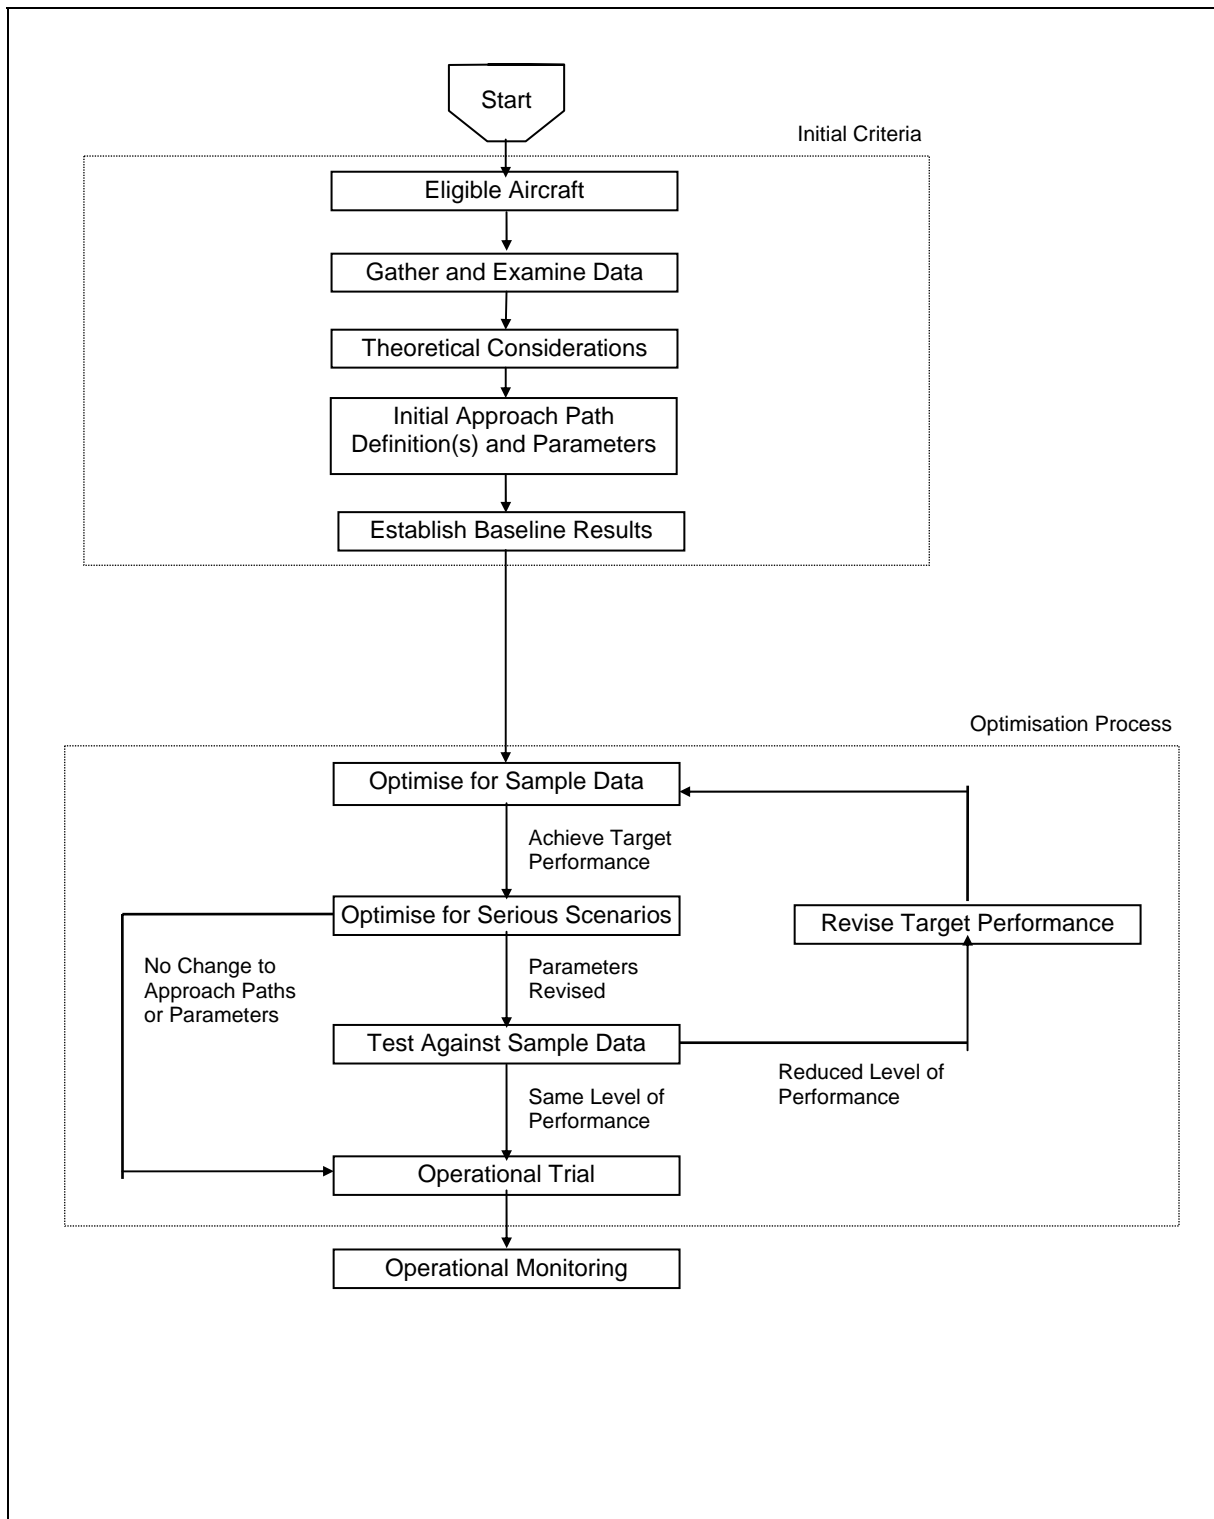 Start
Initial Criteria
Eligible Aircraft
Gather and Examine Data
Theoretical Considerations
Initial Approach Path
Definition(s) and Parameters
Establish Baseline Results
Optimisation Process
Optimise for Sample Data
Achieve Target
Performance
Optimise for Serious Scenarios
Revise Target Performance
No Change to
Approach Paths
or Parameters
Parameters
Revised
Test Against Sample Data
Reduced Level of
Performance
Same Level of
Performance
Operational Trial
Operational Monitoring